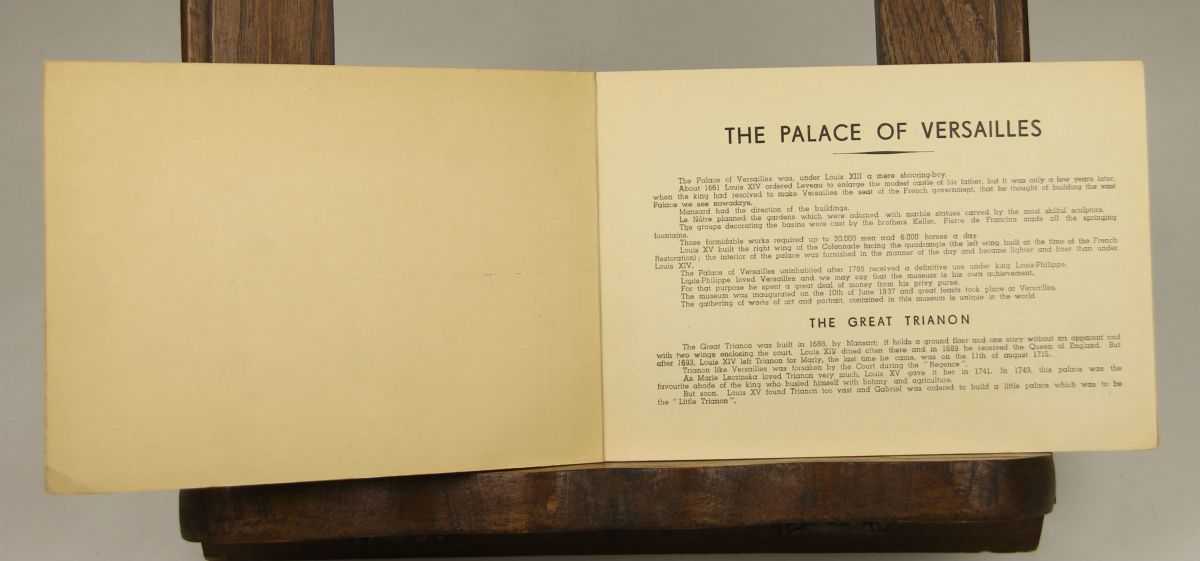 THE PALACE OF VERSAILLES
The Palace of Versailles was, under Louis XIII a mere shooring-boy.
About 1661 Louis XIV ordered Leveau to enlarge the modest castle of his father, but it was only a few years later,
when the king had resolved to make Versailles the seat of the French government, that he thought of building the vast
Palace we see nowadays.
Mansard had the direction of the buildings.
Le Nôtre planned the gardens which were adorned with marble statues carved by the most skilful sculptors.
The groups decorating the basins were cast by the brothers Keller. Pierre de Francine made all the springing
fountains.
Those formidable works required up to 30.000 men and 6.000 horses a day.
Louis XV built the right wing of the Colonnade facing the quadrangle (the left wing built at the time of the French
Restoration); the interior of the palace was furnished in the manner of the day and became lighter and finer than under
Louis XIV.
The Palace of Versailles uninhabited after 1789 received a definitive use under king Louis-Philippe.
Louis-Philippe loved Versailles and we may say that the museum is his own achievement.
For that purpose he spent a great deal of money from his privy purse.
The museum was inaugurated on the 10th of June 1837 and great feasts took place at Versailles.
The gathering of works of art and portrait, contained in this museum is unique in the world.
THE GREAT TRIANON
The Great Trianon was built in 1688, by Mansart; it holds a ground floor and one story without an apparent end
with two wings enclosing the court. Louis XIV dined often there and in 1689 he received the Queen of England. But
after 1693, Louis XIV left Trianon for Marly, the last time he came, was on the 11th of august 1715.
Trianon like Versailles was forsaken by the Court during the "Regence".
As Marie Leczinska loved Trianon very much, Louis XV gave it her in 1741. In 1749, this palace was the
favourite abode of the king who busied himself with botany and agriculture.
But soon. Louis XV found Trianon too vast and Gabriel was ordered to build a little palace which was to be
the "Little Trianon".